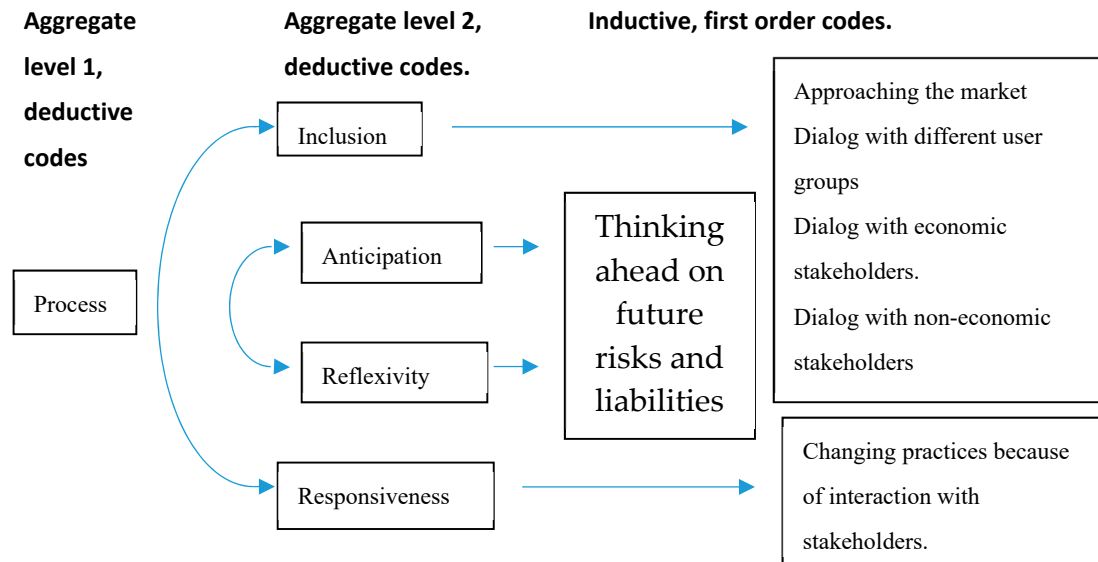 Aggregate
level 1,
deductive
codes
Aggregate level 2,
deductive codes.
Inductive, first order codes.
Process
Inclusion
Anticipation
Reflexivity
Responsiveness
Thinking
ahead on
future
risks and
liabilities
Approaching the market
Dialog with different user
groups
Dialog with economic
stakeholders.
Dialog with non-economic
stakeholders
Changing practices because
of interaction with
stakeholders.